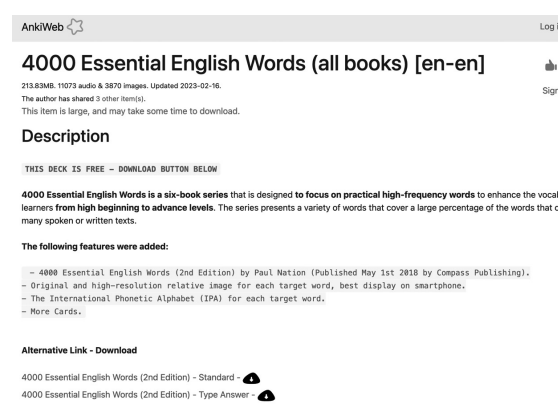 AnkiWeb
Log i
4000 Essential English Words (all books) [en-en]
213.83MB. 11073 audio & 3870 images. Updated 2023-02-16.
The author has shared 3 other item(s).
Sigr
This item is large, and may take some time to download.
Description
THIS DECK IS FREE – DOWNLOAD BUTTON BELOW
4000 Essential English Words is a six-book series that is designed to focus on practical high-frequency words to enhance the vocal
learners from high beginning to advance levels. The series presents a variety of words that cover a large percentage of the words that
many spoken or written texts.
The following features were added:
– 4000 Essential English Words (2nd Edition) by Paul Nation (Published May 1st 2018 by Compass Publishing).
– Original and high-resolution relative image for each target word, best display on smartphone.
– The International Phonetic Alphabet (IPA) for each target word.
– More Cards.
Alternative Link - Download
4000 Essential English Words (2nd Edition) - Standard -
4000 Essential English Words (2nd Edition) - Type Answer -